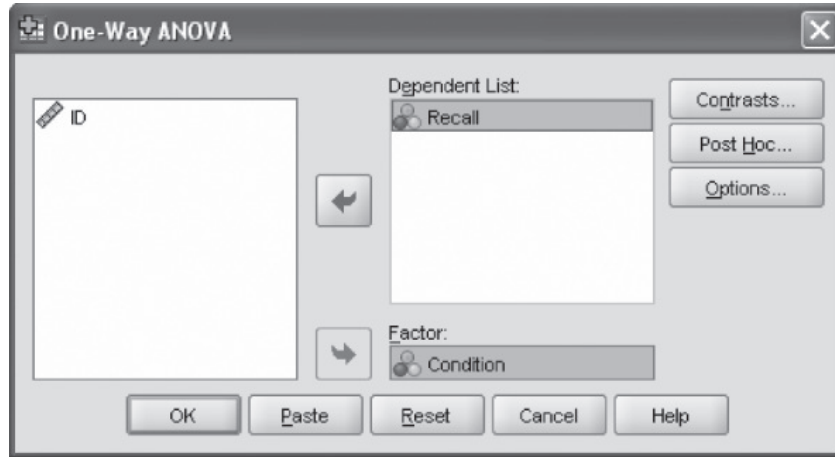 One-Way ANOVA
ID
Dependent List:
Recall
Contrasts...
Post Hoc...
Options...
Factor:
Condition
OK
Paste
Reset
Cancel
Help